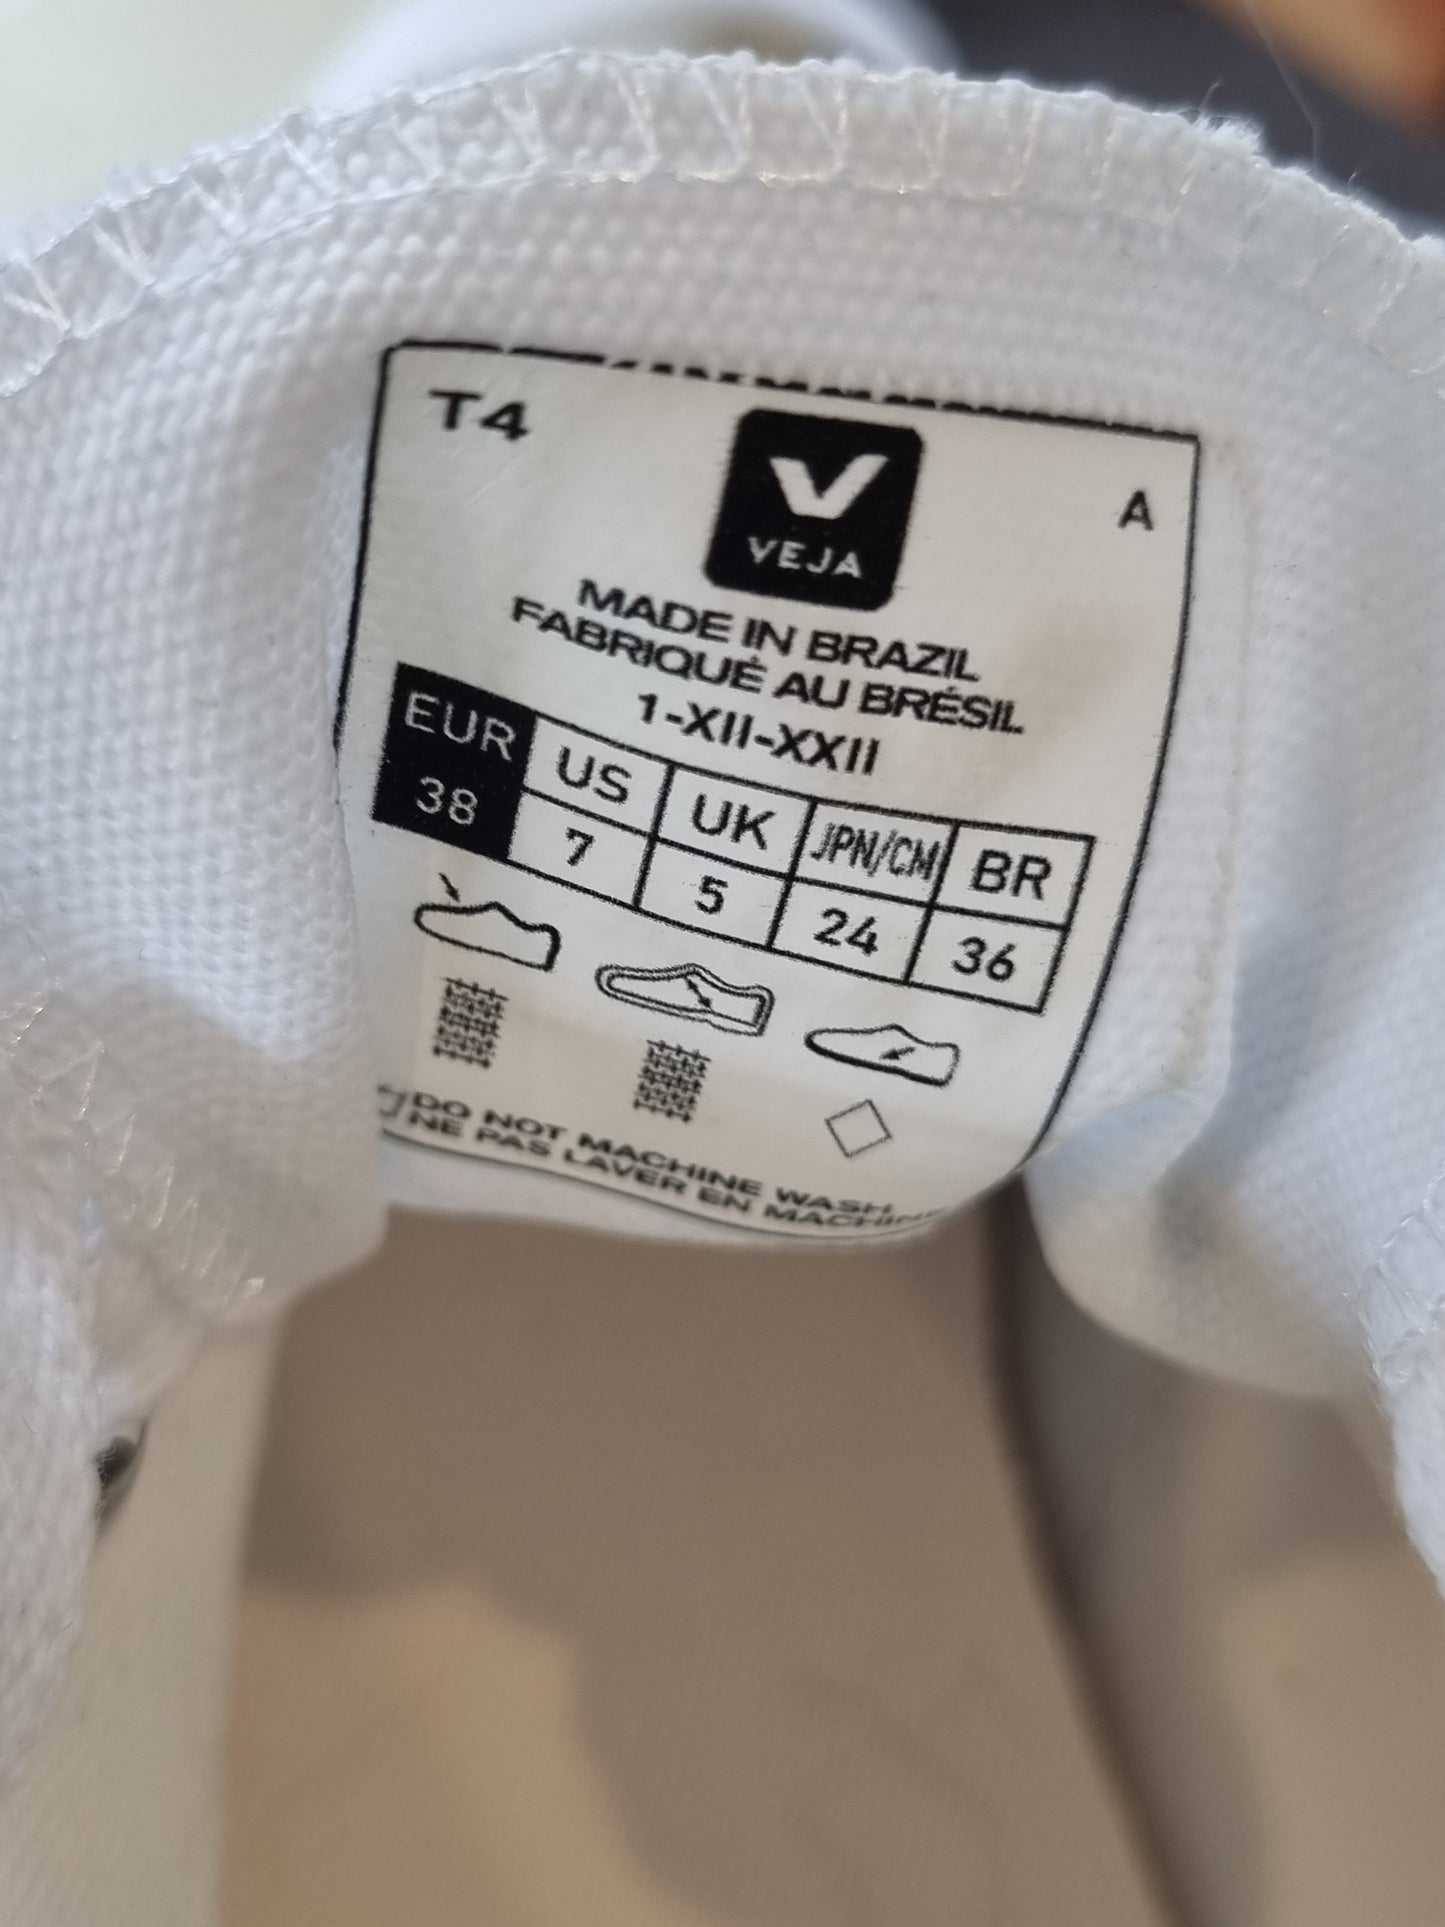 T4
A
VEJA
MADE IN BRAZIL
FABRIQUÉ AU BRÉSIL
1-XII-XXII
EUR US UK JPN/CM BR
38 7 5 24 36
DO NOT MACHINE WASH
NE PAS LAVER EN MACHINE